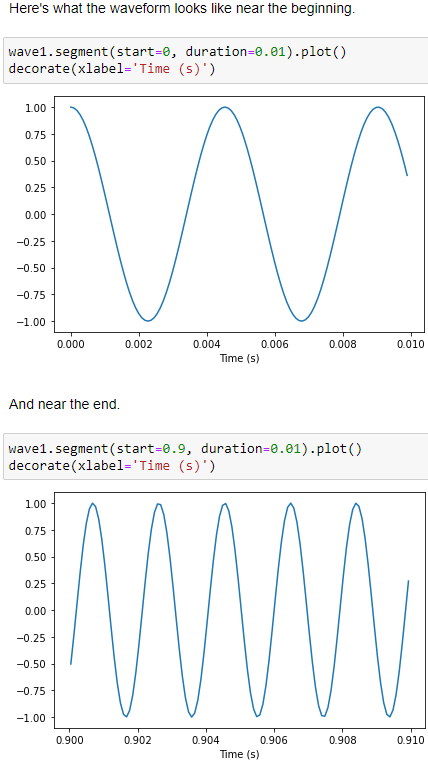 Here's what the waveform looks like near the beginning.
wave1.segment(start=0, duration=0.01).plot()
decorate(xlabel='Time (s)')
1.00
0.75
0.50
0.25
0.00
−0.25
−0.50
−0.75
−1.00
0.000 0.002 0.004 0.006 0.008 0.010
Time (s)
And near the end.
wave1.segment(start=0.9, duration=0.01).plot()
decorate(xlabel='Time (s)')
1.00
0.75
0.50
0.25
0.00
−0.25
−0.50
−0.75
−1.00
0.900 0.902 0.904 0.906 0.908 0.910
Time (s)